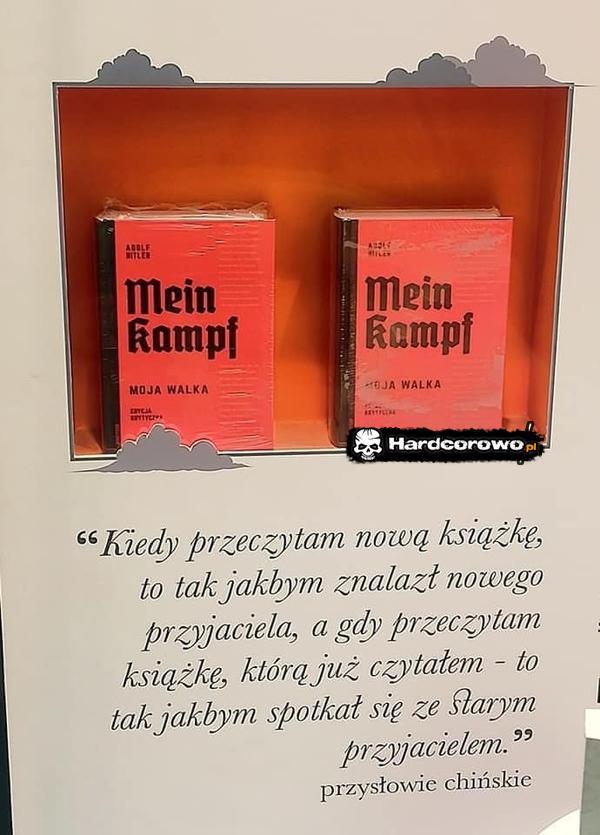 ADOLF
HITLER
Mein
Kampf
MOJA WALKA
EDYCJA
KRYTYCZNA
ADOLF
HITLER
Mein
Kampf
MOJA WALKA
KRYTYCZNA
Hardcorowo.pl
“Kiedy przeczytam nową książkę,
to tak jakbym znalazł nowego
przyjaciela, a gdy przeczytam
książkę, którą już czytałem - to
tak jakbym spotkał się ze starym
przyjacielem.”
przysłowie chińskie